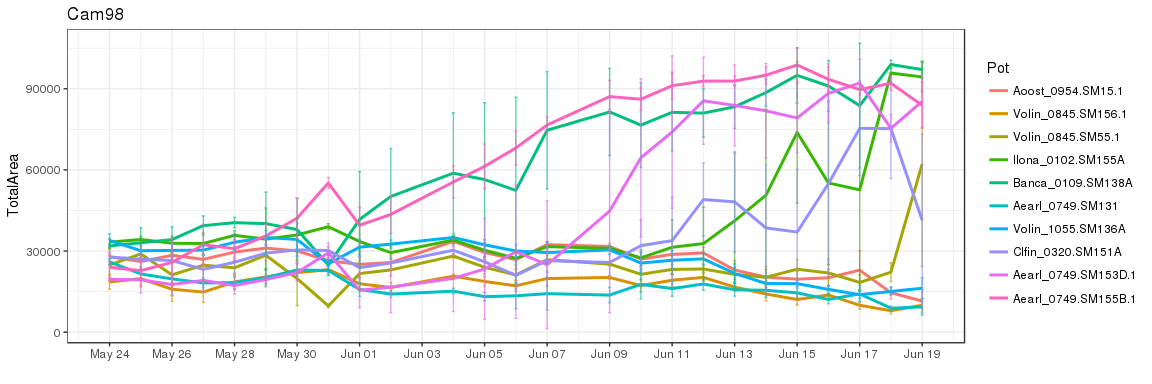 Cam98
TotalArea
90000
60000
30000
0
May 24
May 26
May 28
May 30
Jun 01
Jun 03
Jun 05
Jun 07
Jun 09
Jun 11
Jun 13
Jun 15
Jun 17
Jun 19
Pot
Aoost_0954.SM15.1
Volin_0845.SM156.1
Volin_0845.SM55.1
Ilona_0102.SM155A
Banca_0109.SM138A
Aearl_0749.SM131
Volin_1055.SM136A
Clfin_0320.SM151A
Aearl_0749.SM153D.1
Aearl_0749.SM155B.1